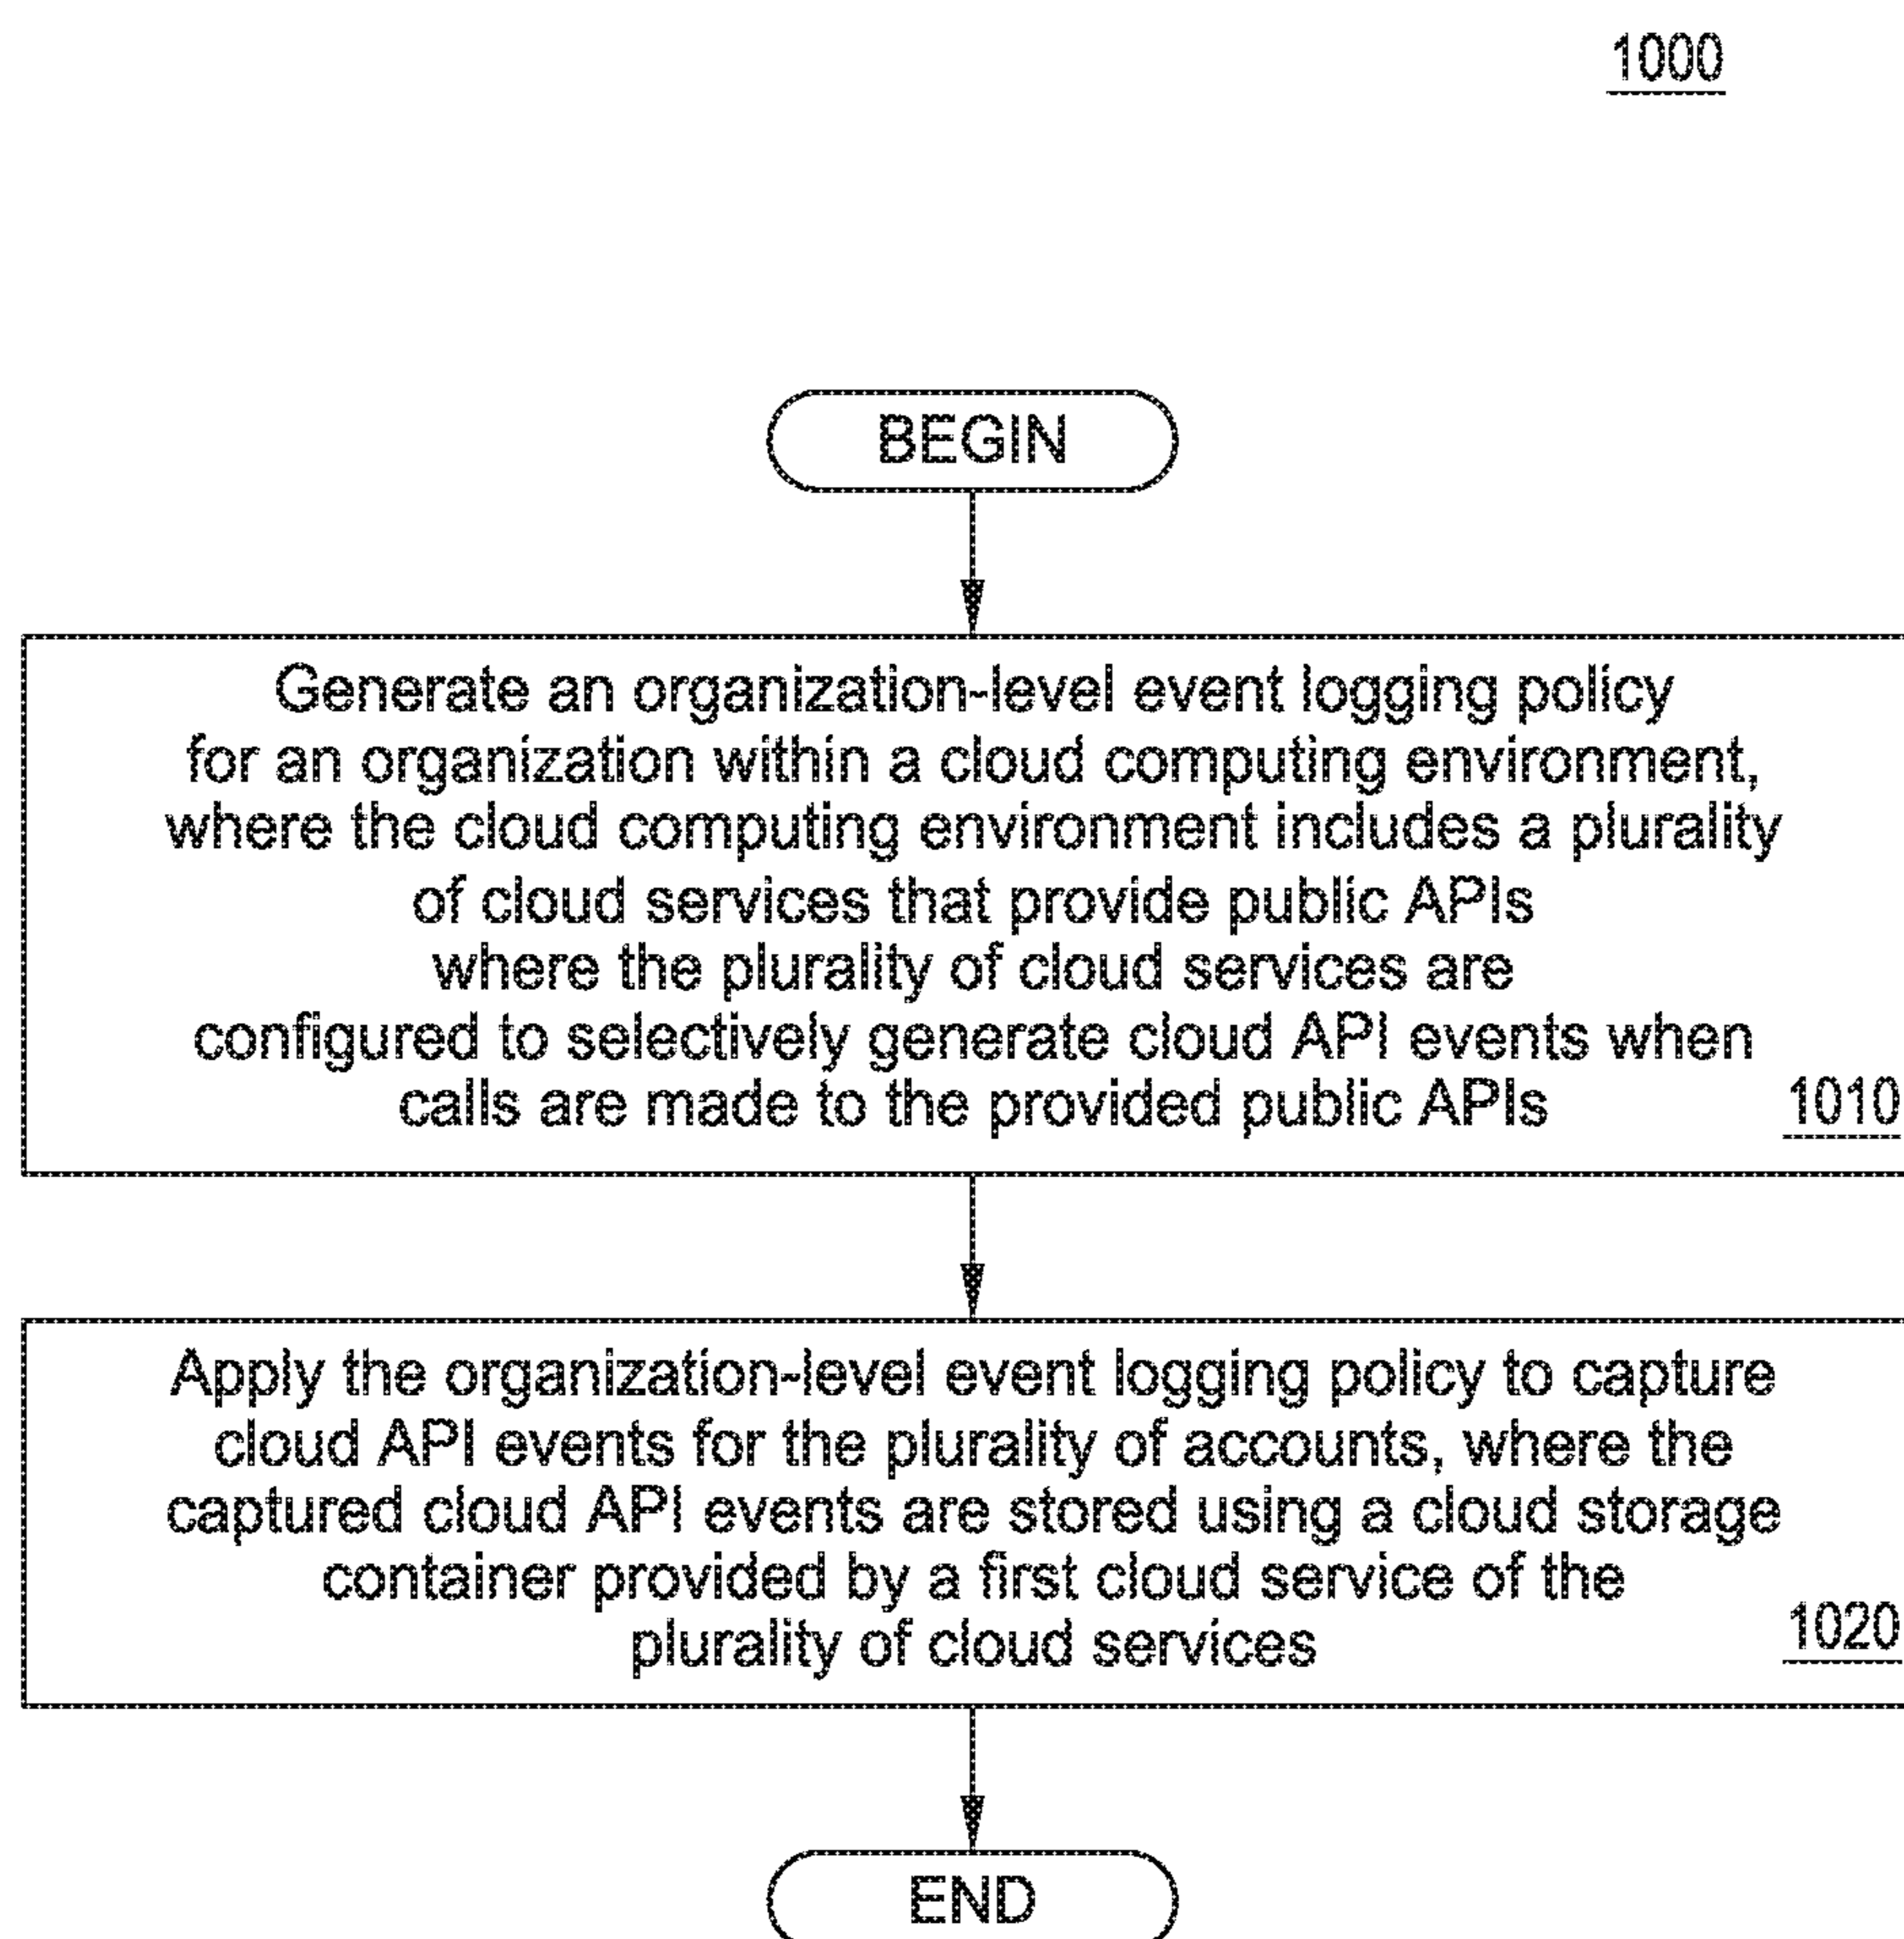 1000
BEGIN
Generate an organization-level event logging policy
for an organization within a cloud computing environment,
where the cloud computing environment includes a plurality
of cloud services that provide public APIs
where the plurality of cloud services are
configured to selectively generate cloud API events when
calls are made to the provided public APIs
1010
Apply the organization-level event logging policy to capture
cloud API events for the plurality of accounts, where the
captured cloud API events are stored using a cloud storage
container provided by a first cloud service of the
plurality of cloud services
1020
END